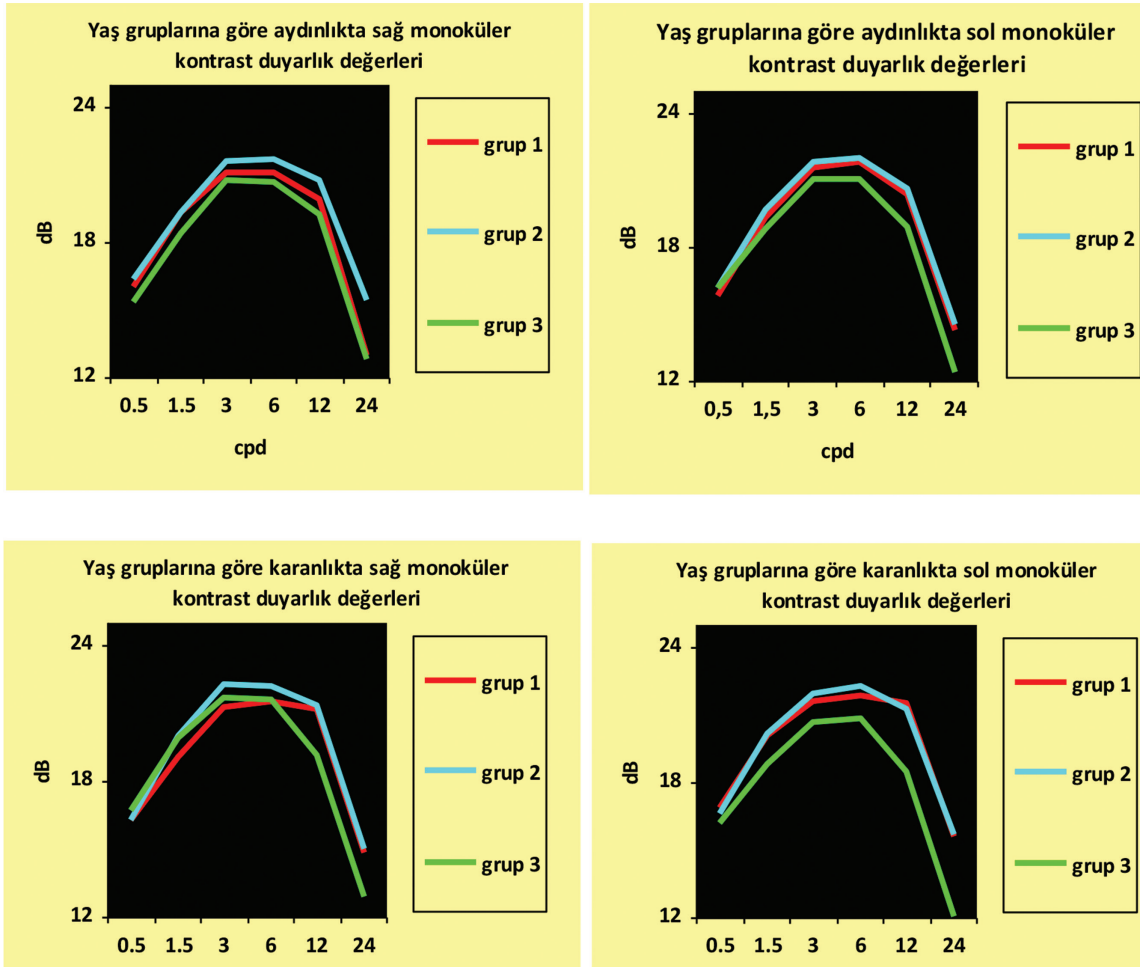 Yaş gruplarına göre aydınlıkta sağ monoküler
kontrast duyarlık değerleri
24
18
12
dB
0.5 1.5 3 6 12 24
cpd
grup 1
grup 2
grup 3
Yaş gruplarına göre aydınlıkta sol monoküler
kontrast duyarlık değerleri
24
18
12
dB
0,5 1,5 3 6 12 24
cpd
grup 1
grup 2
grup 3
Yaş gruplarına göre karanlıkta sağ monoküler
kontrast duyarlık değerleri
24
18
12
dB
0.5 1.5 3 6 12 24
grup 1
grup 2
grup 3
Yaş gruplarına göre karanlıkta sol monoküler
kontrast duyarlık değerleri
24
18
12
dB
0.5 1.5 3 6 12 24
grup 1
grup 2
grup 3